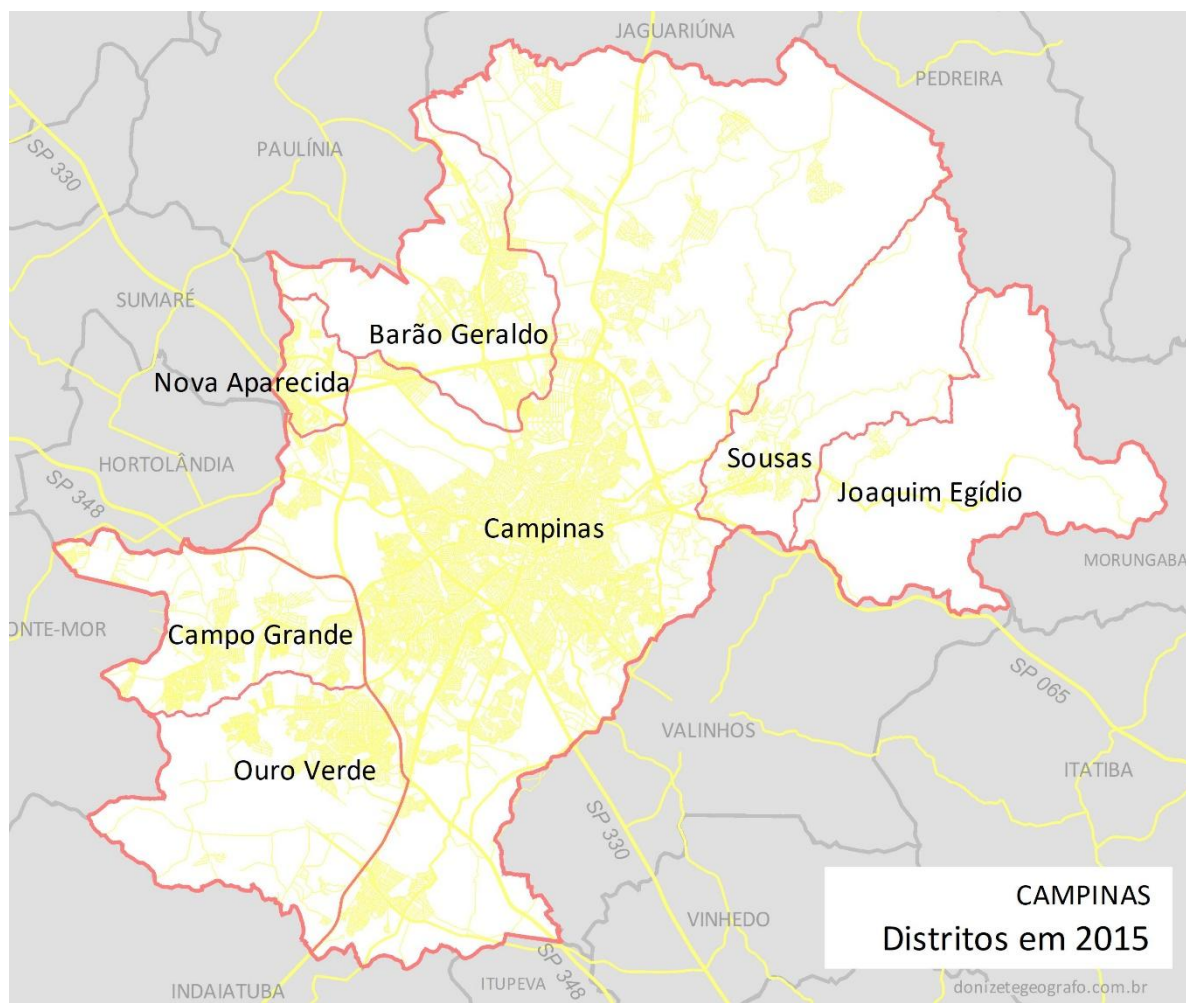 JAGUARIÚNA
PEDREIRA
SP 330
PAULÍNIA
SUMARÉ
Barão Geraldo
Nova Aparecida
HORTOLÂNDIA
Sousas
SP 348
Joaquim Egídio
Campinas
MORUNGABA
ONTE-MOR
Campo Grande
SP 065
VALINHOS
Ouro Verde
ITATIBA
SP 330
CAMPINAS
VINHEDO
Distritos em 2015
INDAIATUBA
ITUPEVA
SP 348
donizetegeografo.com.br